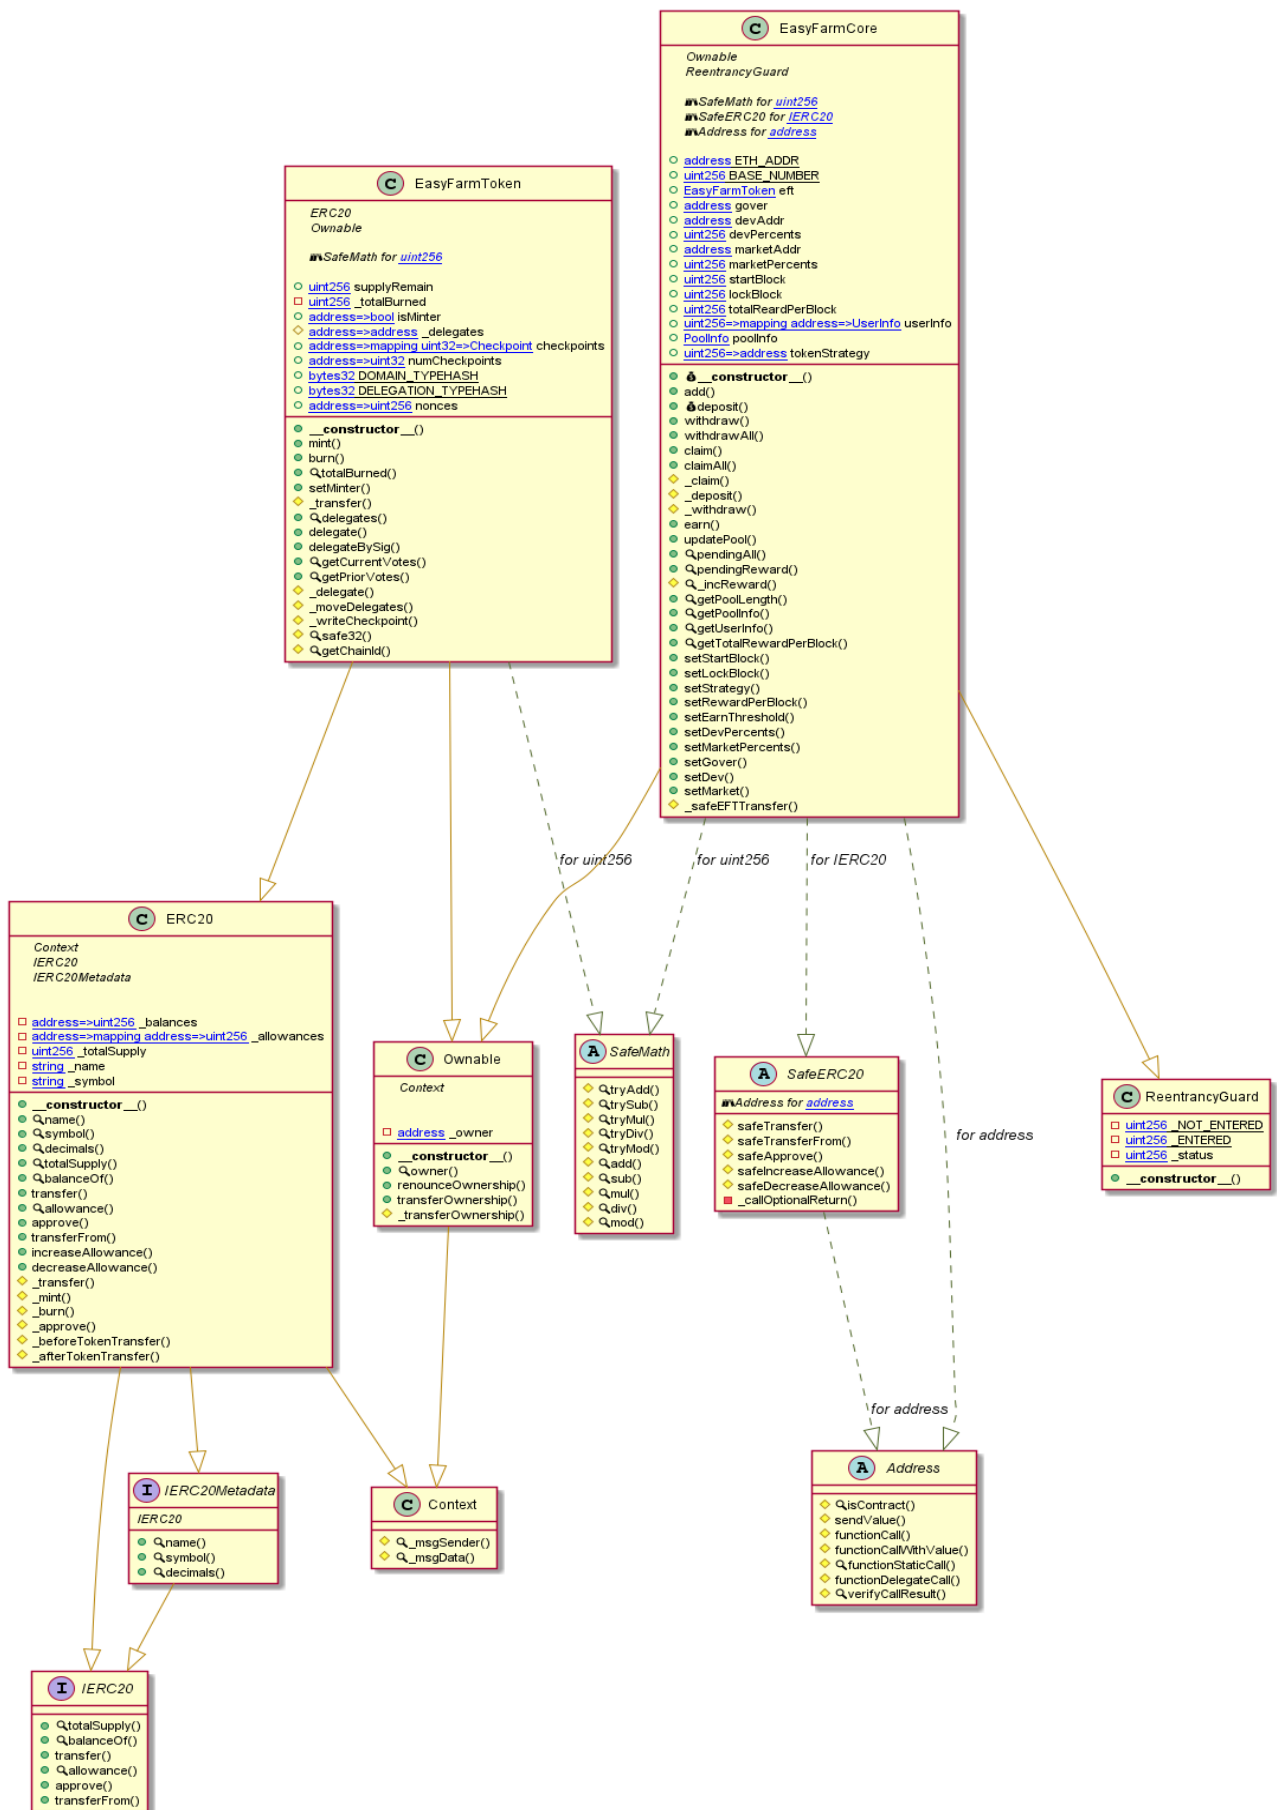 C EasyFarmCore
Ownable
ReentrancyGuard
SafeMath for uint256
SafeERC20 for IERC20
Address for address
address ETH_ADDR
uint256 BASE_NUMBER
EasyFarmToken eft
address gover
address devAddr
uint256 devPercents
address marketAddr
uint256 marketPercents
uint256 startBlock
uint256 lockBlock
uint256 totalReardPerBlock
uint256=>mapping address=>UserInfo userInfo
PoolInfo poolInfo
uint256=>address tokenStrategy
__constructor__()
add()
deposit()
withdraw()
withdrawAll()
claim()
claimAll()
_claim()
_deposit()
_withdraw()
earn()
updatePool()
pendingAll()
pendingReward()
_incReward()
getPoolLength()
getPoolInfo()
getUserInfo()
getTotalRewardPerBlock()
setStartBlock()
setLockBlock()
setStrategy()
setRewardPerBlock()
setEarnThreshold()
setDevPercents()
setMarketPercents()
setGover()
setDev()
setMarket()
_safeEFTTransfer()
C EasyFarmToken
ERC20
Ownable
SafeMath for uint256
uint256 supplyRemain
uint256 _totalBurned
address=>bool isMinter
address=>address _delegates
address=>mapping uint32=>Checkpoint checkpoints
address=>uint32 numCheckpoints
bytes32 DOMAIN_TYPEHASH
bytes32 DELEGATION_TYPEHASH
address=>uint256 nonces
__constructor__()
mint()
burn()
totalBurned()
setMinter()
_transfer()
delegates()
delegate()
delegateBySig()
getCurrentVotes()
getPriorVotes()
_delegate()
_moveDelegates()
_writeCheckpoint()
safe32()
getChainId()
for uint256
for uint256
for IERC20
C ERC20
Context
IERC20
IERC20Metadata
address=>uint256 _balances
address=>mapping address=>uint256 _allowances
uint256 _totalSupply
string _name
string _symbol
__constructor__()
name()
symbol()
decimals()
totalSupply()
balanceOf()
transfer()
allowance()
approve()
transferFrom()
increaseAllowance()
decreaseAllowance()
_transfer()
_mint()
_burn()
_approve()
_beforeTokenTransfer()
_afterTokenTransfer()
C Ownable
Context
address _owner
__constructor__()
owner()
renounceOwnership()
transferOwnership()
_transferOwnership()
A SafeMath
tryAdd()
trySub()
tryMul()
tryDiv()
tryMod()
add()
sub()
mul()
div()
mod()
A SafeERC20
Address for address
safeTransfer()
safeTransferFrom()
safeApprove()
safeIncreaseAllowance()
safeDecreaseAllowance()
_callOptionalReturn()
for address
C ReentrancyGuard
uint256 _NOT_ENTERED
uint256 _ENTERED
uint256 _status
__constructor__()
for address
I IERC20Metadata
IERC20
name()
symbol()
decimals()
C Context
_msgSender()
_msgData()
A Address
isContract()
sendValue()
functionCall()
functionCallWithValue()
functionStaticCall()
functionDelegateCall()
verifyCallResult()
I IERC20
totalSupply()
balanceOf()
transfer()
allowance()
approve()
transferFrom()